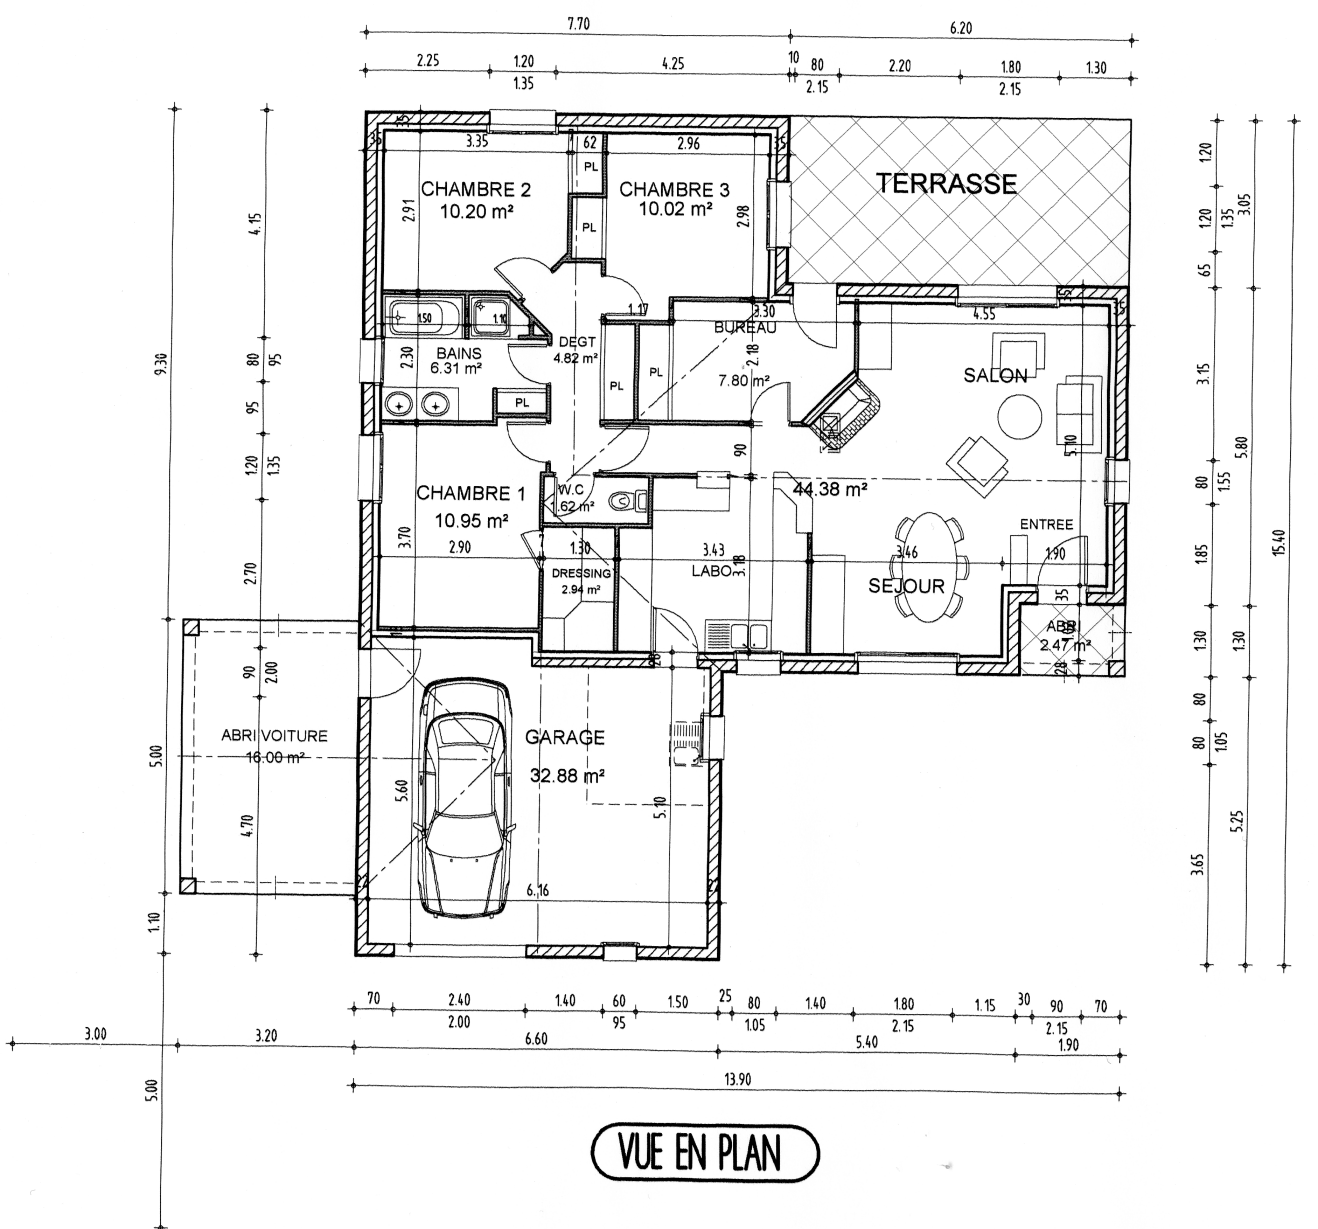 7.70 6.20
2.25 1.20 4.25 10 80 2.20 1.80 1.30
1.35 2.15 2.15
35
35 3.35 62 2.96 35
PL
CHAMBRE 2
10.20 m²
CHAMBRE 3
10.02 m²
TERRASSE
2.91
PL
2.98
4.15
1.20
1.20
1.35
3.05
65
1.17
3.30
BUREAU
35
4.55
35
1.50
1.10
DEGT
4.82 m²
BAINS
6.31 m²
2.30
2.18
7.80 m²
SALON
PL
PL
PL
9.30
80
95
95
3.15
5.10
5.80
1.20
1.35
90
CHAMBRE 1
10.95 m²
W.C
.62 m²
44.38 m²
80
1.55
ENTREE
15.40
3.70
2.90
1.30
3.43
3.46
1.90
DRESSING
2.94 m²
LABO
3.18
SEJOUR
2.70
1.85
35
ABRI
2.47 m²
1.30
1.30
28
90
2.00
80
ABRI VOITURE
16.00 m²
GARAGE
32.88 m²
80
1.05
5.00
5.60
5.10
4.70
5.25
3.65
6.16
1.10
70 2.40 1.40 60 1.50 25 80 1.40 1.80 1.15 30 90 70
2.00 95 1.05 2.15 2.15
3.00 3.20 6.60 5.40 1.90
13.90
5.00
VUE EN PLAN